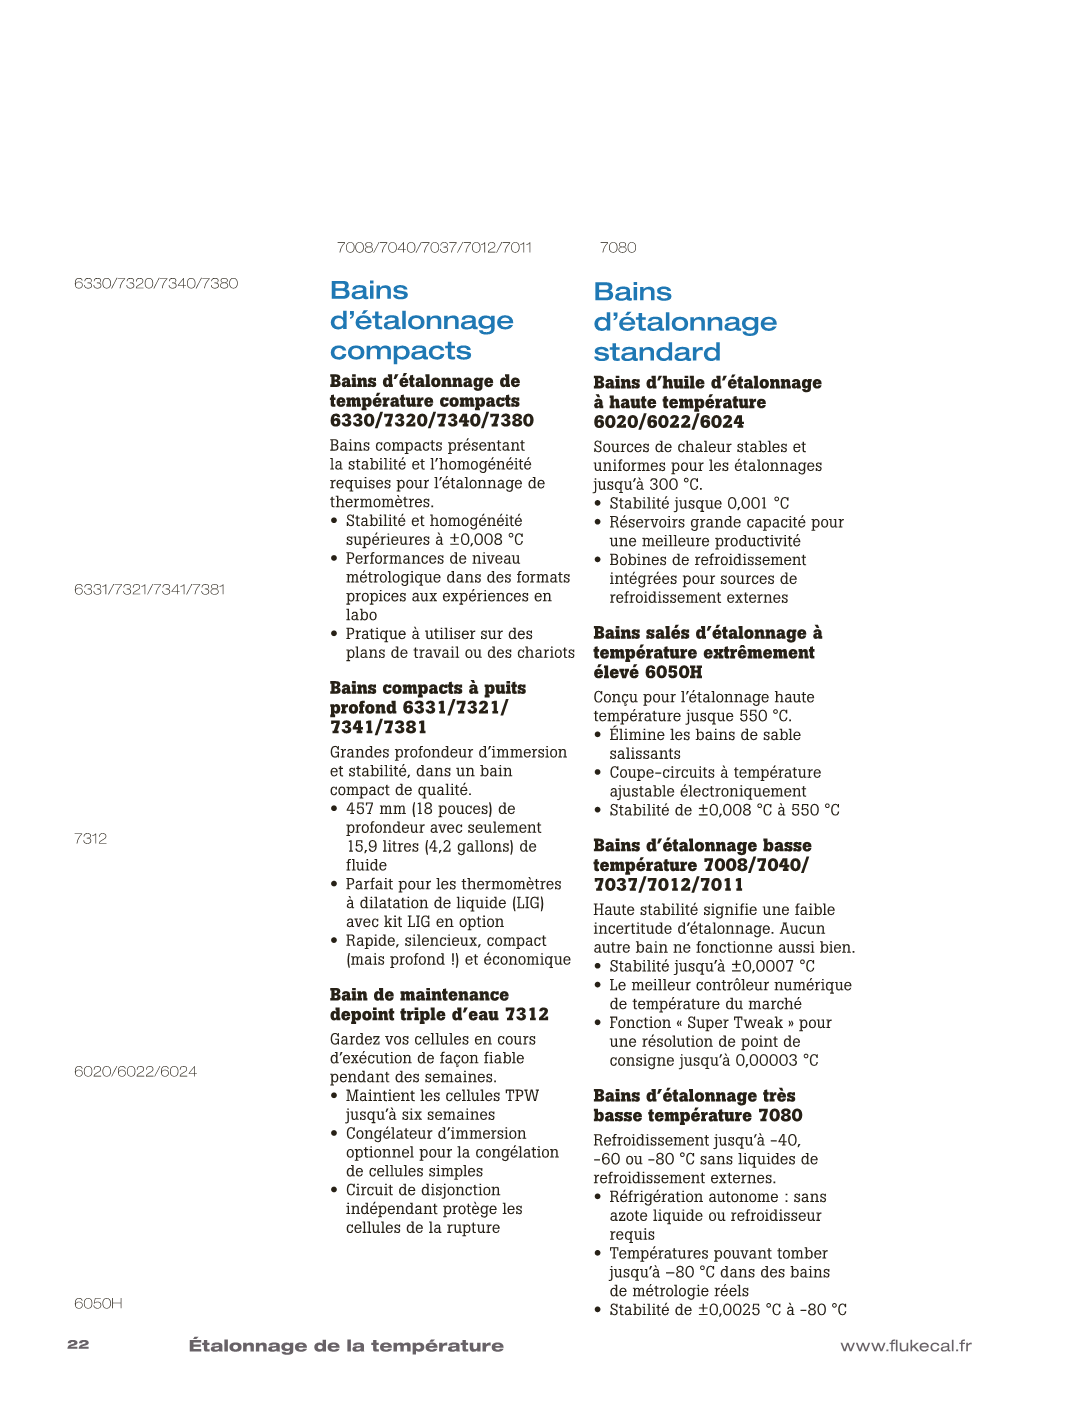 7008/7040/7037/7012/7011
7080
6330/7320/7340/7380
6331/7321/7341/7381
7312
6020/6022/6024
6050H
Bains
d’étalonnage
compacts
Bains d’étalonnage de
température compacts
6330/7320/7340/7380
Bains compacts présentant
la stabilité et l’homogénéité
requises pour l’étalonnage de
thermomètres.
• Stabilité et homogénéité
supérieures à ±0,008 °C
• Performances de niveau
métrologique dans des formats
propices aux expériences en
labo
• Pratique à utiliser sur des
plans de travail ou des chariots
Bains compacts à puits
profond 6331/7321/
7341/7381
Grandes profondeur d’immersion
et stabilité, dans un bain
compact de qualité.
• 457 mm (18 pouces) de
profondeur avec seulement
15,9 litres (4,2 gallons) de
fluide
• Parfait pour les thermomètres
à dilatation de liquide (LIG)
avec kit LIG en option
• Rapide, silencieux, compact
(mais profond !) et économique
Bain de maintenance
depoint triple d’eau 7312
Gardez vos cellules en cours
d’exécution de façon fiable
pendant des semaines.
• Maintient les cellules TPW
jusqu’à six semaines
• Congélateur d’immersion
optionnel pour la congélation
de cellules simples
• Circuit de disjonction
indépendant protège les
cellules de la rupture
Bains
d’étalonnage
standard
Bains d’huile d’étalonnage
à haute température
6020/6022/6024
Sources de chaleur stables et
uniformes pour les étalonnages
jusqu’à 300 °C.
• Stabilité jusque 0,001 °C
• Réservoirs grande capacité pour
une meilleure productivité
• Bobines de refroidissement
intégrées pour sources de
refroidissement externes
Bains salés d’étalonnage à
température extrêmement
élevé 6050H
Conçu pour l’étalonnage haute
température jusque 550 °C.
• Élimine les bains de sable
salissants
• Coupe-circuits à température
ajustable électroniquement
• Stabilité de ±0,008 °C à 550 °C
Bains d’étalonnage basse
température 7008/7040/
7037/7012/7011
Haute stabilité signifie une faible
incertitude d’étalonnage. Aucun
autre bain ne fonctionne aussi bien.
• Stabilité jusqu’à ±0,0007 °C
• Le meilleur contrôleur numérique
de température du marché
• Fonction « Super Tweak » pour
une résolution de point de
consigne jusqu’à 0,00003 °C
Bains d’étalonnage très
basse température 7080
Refroidissement jusqu’à -40,
-60 ou -80 °C sans liquides de
refroidissement externes.
• Réfrigération autonome : sans
azote liquide ou refroidisseur
requis
• Températures pouvant tomber
jusqu’à –80 °C dans des bains
de métrologie réels
• Stabilité de ±0,0025 °C à -80 °C
22 Étalonnage de la température www.flukecal.fr